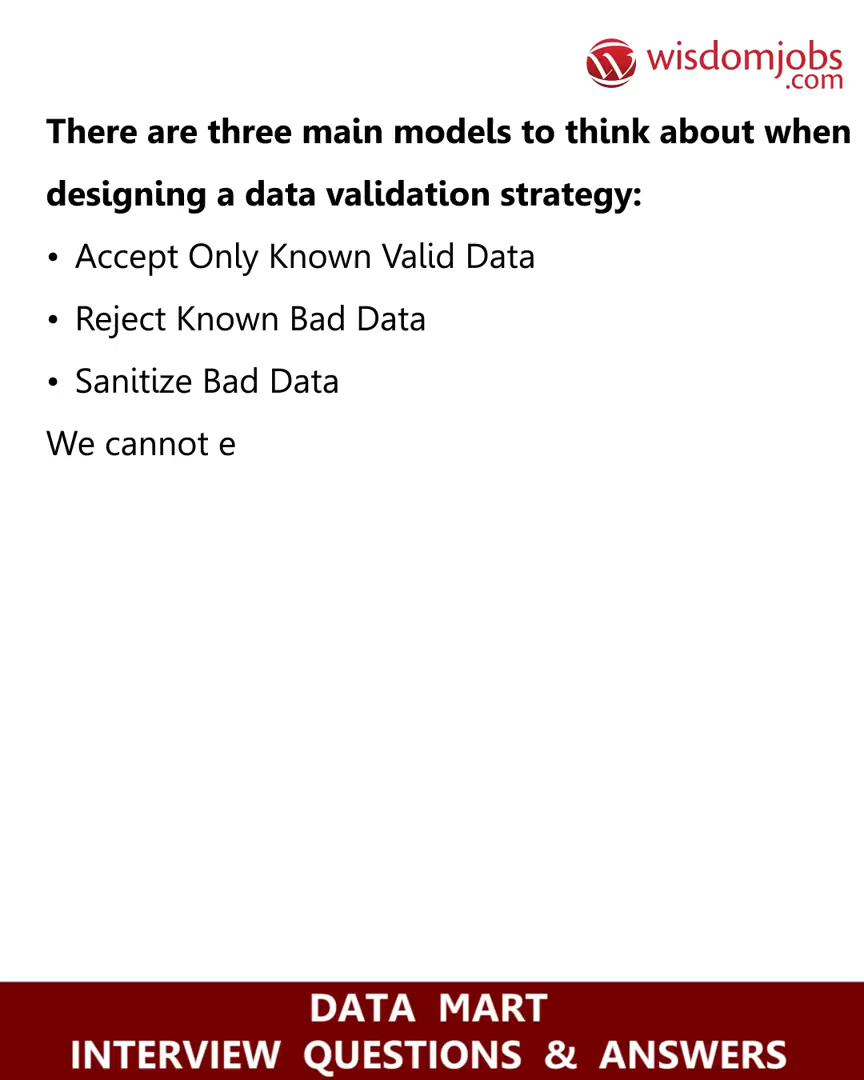 wisdomjobs
.com
There are three main models to think about when
designing a data validation strategy:
• Accept Only Known Valid Data
• Reject Known Bad Data
• Sanitize Bad Data
We cannot e
DATA MART
INTERVIEW QUESTIONS & ANSWERS